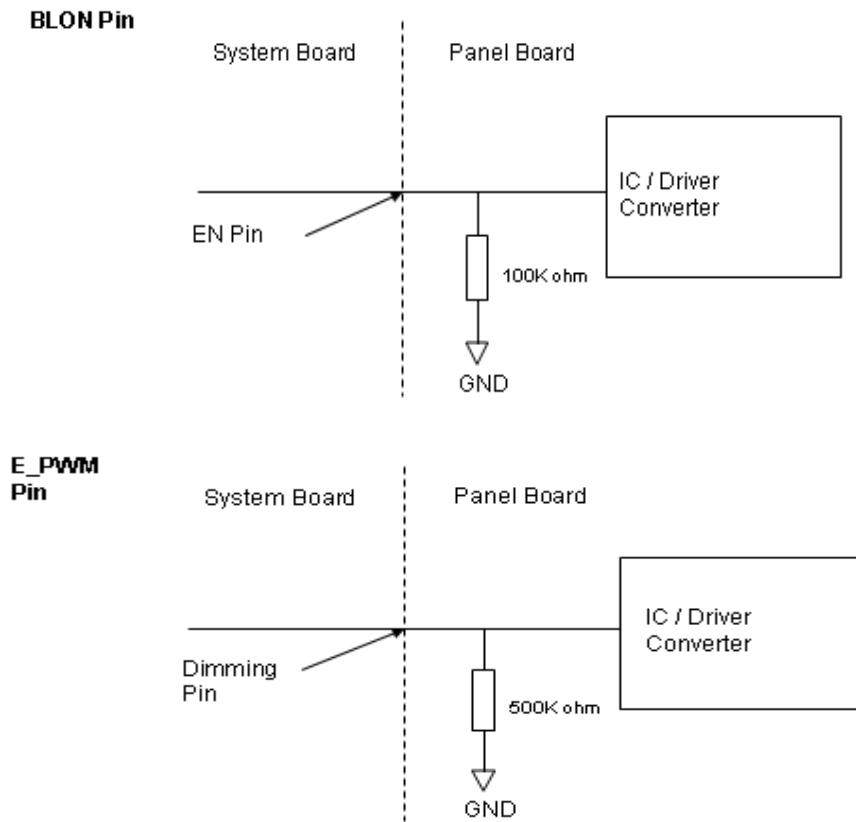 BLON Pin
System Board
Panel Board
IC / Driver
Converter
EN Pin
100K ohm
GND
E_PWM
Pin
System Board
Panel Board
IC / Driver
Converter
Dimming
Pin
500K ohm
GND